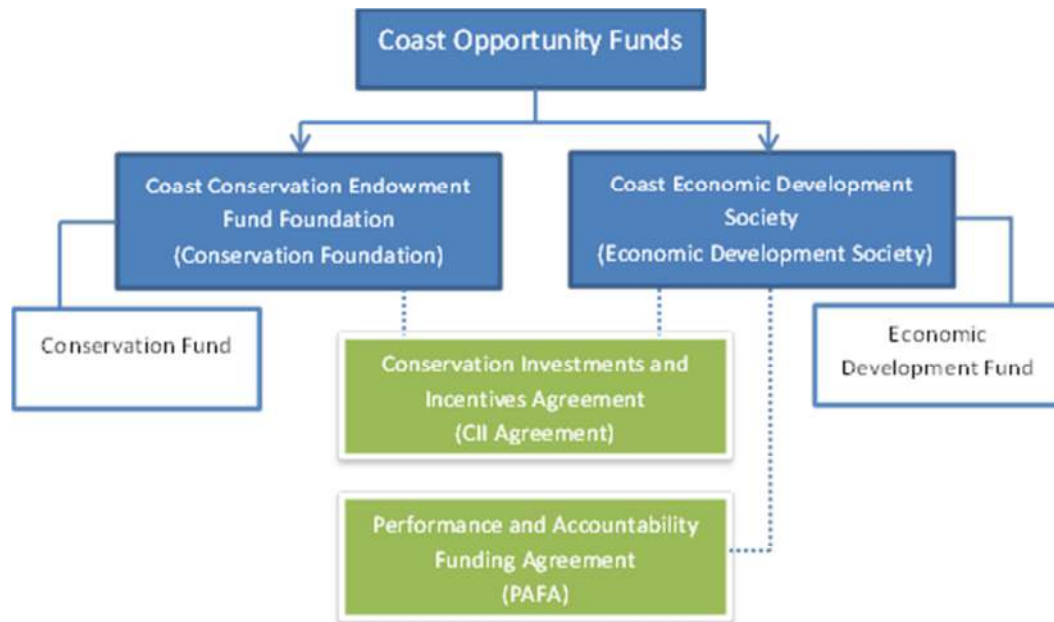 Coast Opportunity Funds
Coast Conservation Endowment
Fund Foundation
(Conservation Foundation)
Coast Economic Development
Society
(Economic Development Society)
Conservation Fund
Economic
Development Fund
Conservation Investments and
Incentives Agreement
(CII Agreement)
Performance and Accountability
Funding Agreement
(PAFA)